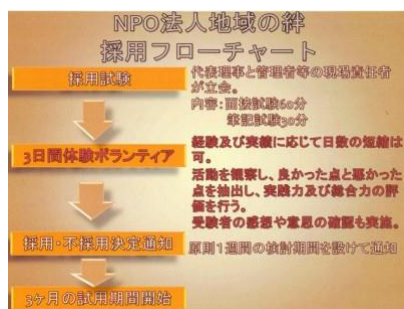 NPO法人地域の絆
採用フローチャート
採用試験
代表理事と管理者等の現場責任者
が立会。
内容：面接試験60分
筆記試験30分
3日間体験ボランティア
経験及び実績に応じて日数の短縮は
可。
活動を観察し、良かった点と悪かった
点を抽出し、実践力及び総合力の評
価を行う。
受験者の感想や意思の確認も実施。
採用・不採用決定通知
原則1週間の検討期間を設けて通知
3ヶ月の試用期間開始